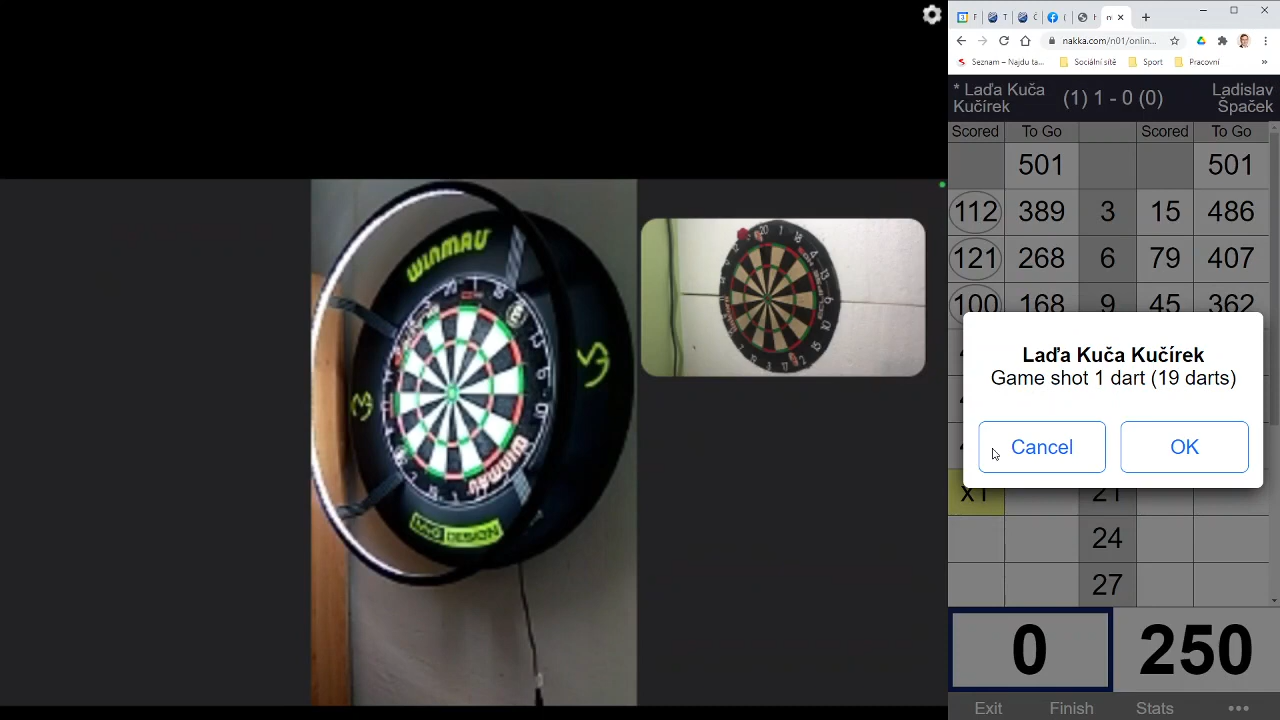 nakka.com/n01/onlin...
Seznam – Najdu ta...
Sociální sítě
Sport
Pracovní
* Laďa Kuča Kučírek
(1) 1 - 0 (0)
Ladislav Špaček
Scored To Go Scored To Go
501 501
112 389 3 15 486
121 268 6 79 407
100 168 9 45 362
Laďa Kuča Kučírek
Game shot 1 dart (19 darts)
Cancel OK
x1 21
24
27
0 250
Exit Finish Stats
WINMAU
WINMAU
DESIGN